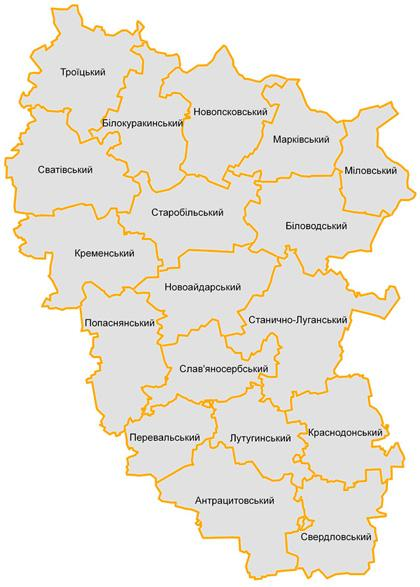 Троїцький
Білокуракинський
Новопсковський
Марківський
Міловський
Сватівський
Старобільський
Біловодський
Кременський
Новоайдарський
Попаснянський
Станично-Луганський
Слав'яносербський
Перевальський
Лутугинський
Краснодонський
Антрацитовський
Свердловський